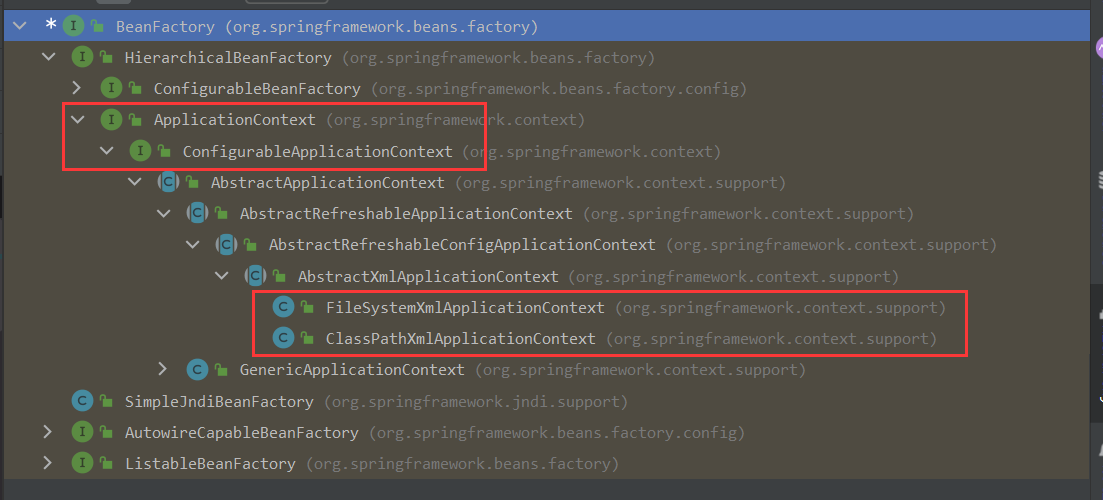 * I BeanFactory (org.springframework.beans.factory)
I HierarchicalBeanFactory (org.springframework.beans.factory)
I ConfigurableBeanFactory (org.springframework.beans.factory.config)
I ApplicationContext (org.springframework.context)
I ConfigurableApplicationContext (org.springframework.context)
C AbstractApplicationContext (org.springframework.context.support)
C AbstractRefreshableApplicationContext (org.springframework.context.support)
C AbstractRefreshableConfigApplicationContext (org.springframework.context.support)
C AbstractXmlApplicationContext (org.springframework.context.support)
C FileSystemXmlApplicationContext (org.springframework.context.support)
C ClassPathXmlApplicationContext (org.springframework.context.support)
C GenericApplicationContext (org.springframework.context.support)
C SimpleJndiBeanFactory (org.springframework.jndi.support)
I AutowireCapableBeanFactory (org.springframework.beans.factory.config)
I ListableBeanFactory (org.springframework.beans.factory)